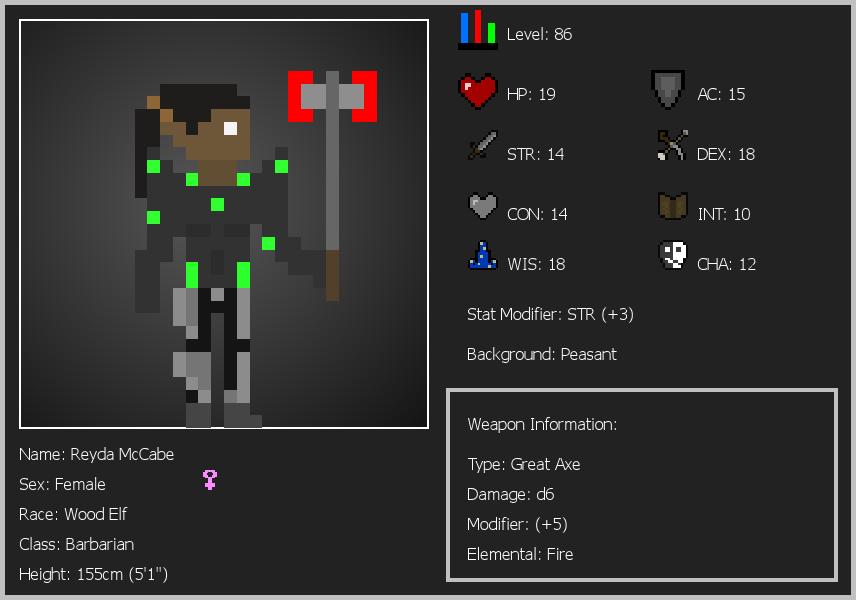 Level: 86
HP: 19
AC: 15
STR: 14
DEX: 18
CON: 14
INT: 10
WIS: 18
CHA: 12
Stat Modifier: STR (+3)
Background: Peasant
Weapon Information:
Type: Great Axe
Damage: d6
Modifier: (+5)
Elemental: Fire
Name: Reyda McCabe
Sex: Female
Race: Wood Elf
Class: Barbarian
Height: 155cm (5'1")